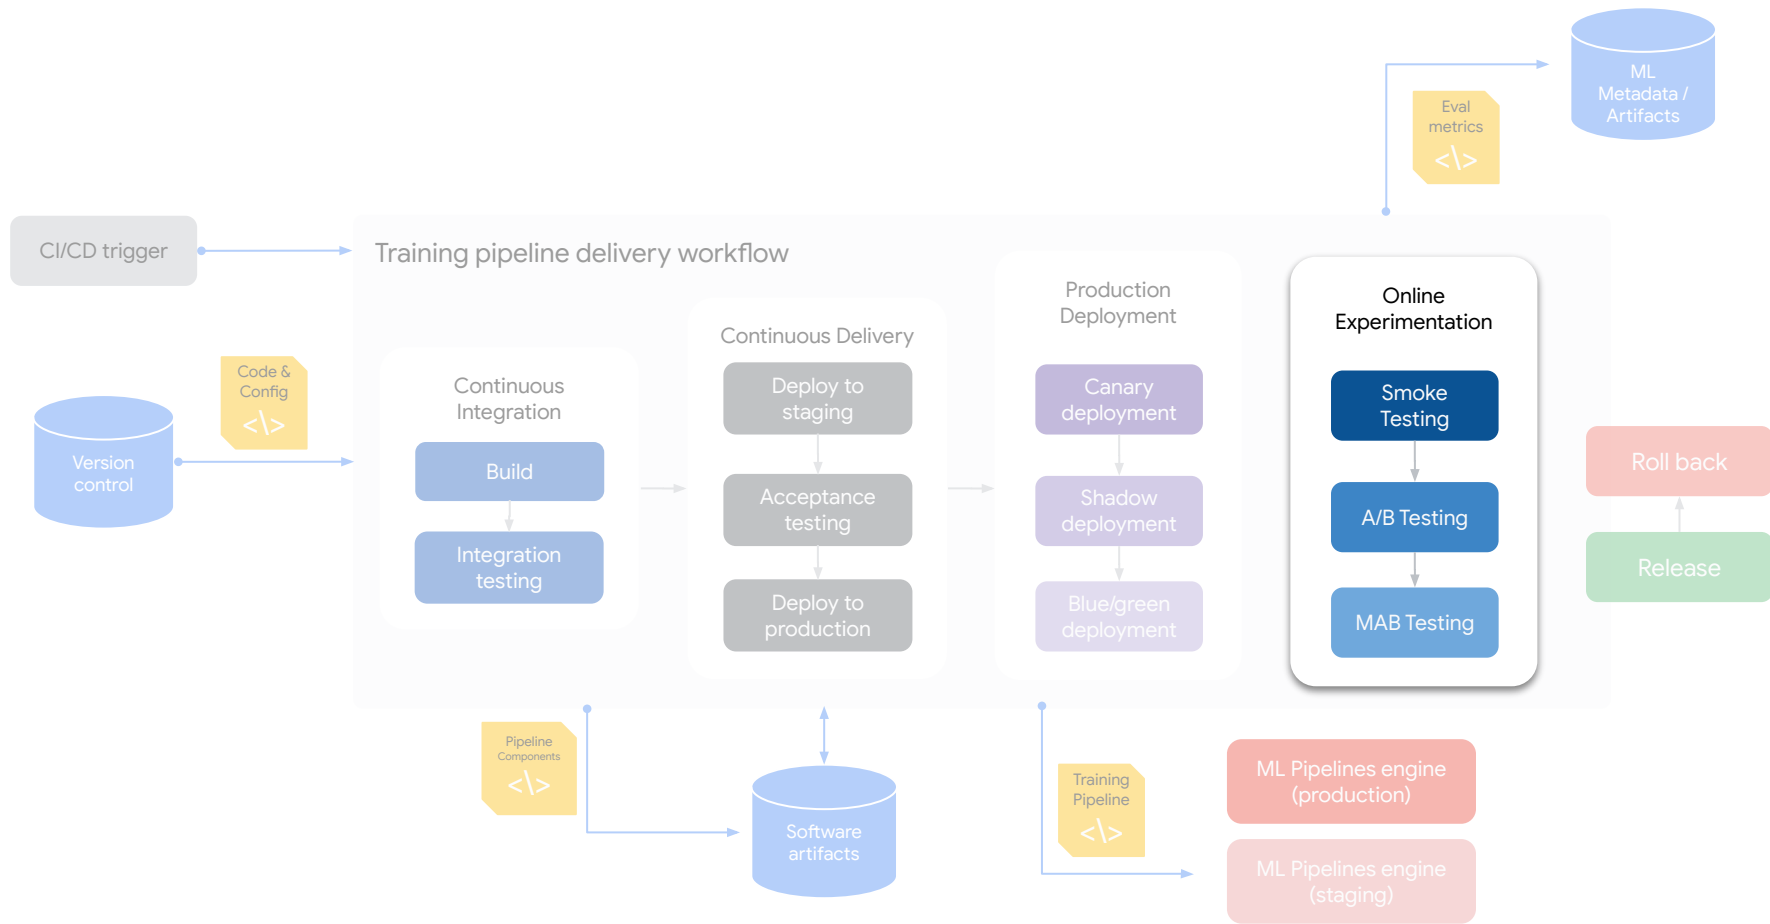 ML
Metadata /
Artifacts
Eval
metrics
</>
CI/CD trigger
Training pipeline delivery workflow
Code &
Config
</>
Version
control
Continuous
Integration
Build
Integration
testing
Continuous Delivery
Deploy to
staging
Acceptance
testing
Deploy to
production
Production
Deployment
Canary
deployment
Shadow
deployment
Blue/green
deployment
Online
Experimentation
Smoke
Testing
A/B Testing
MAB Testing
Roll back
Release
Pipeline
Components
</>
Software
artifacts
Training
Pipeline
</>
ML Pipelines engine
(production)
ML Pipelines engine
(staging)